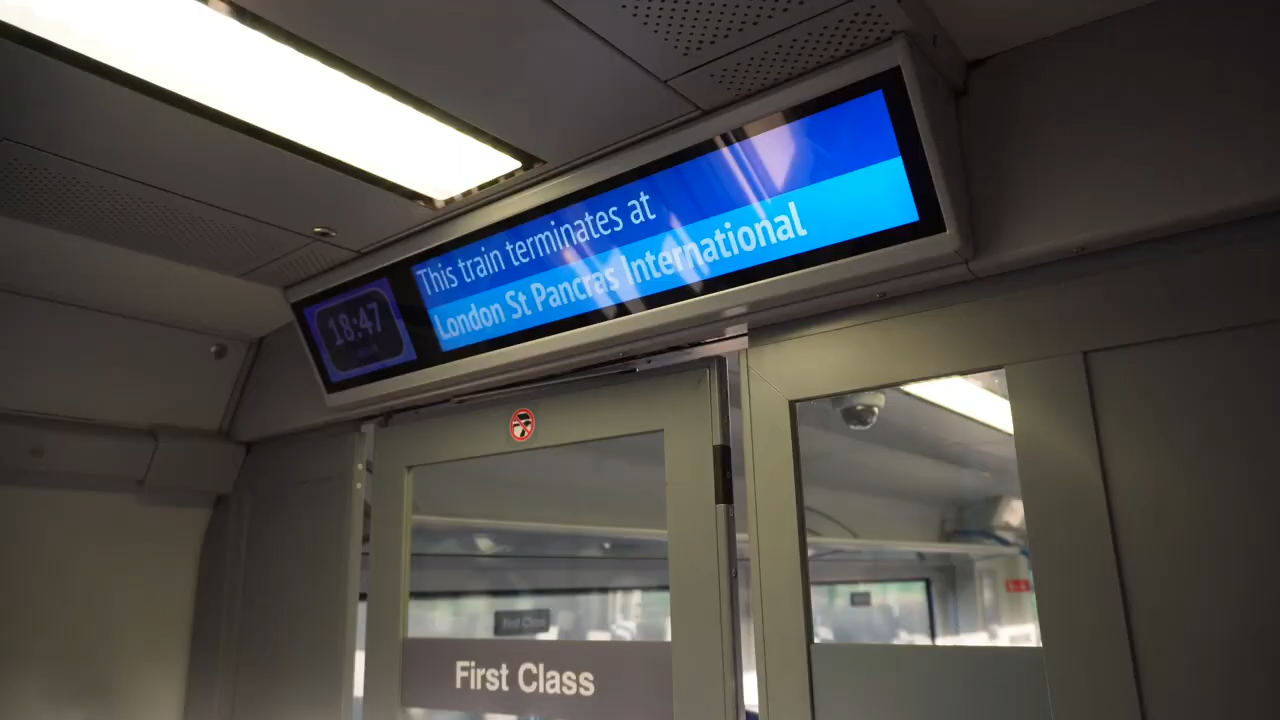 This train terminates at
London St Pancras International
18:47
First Class
First Class